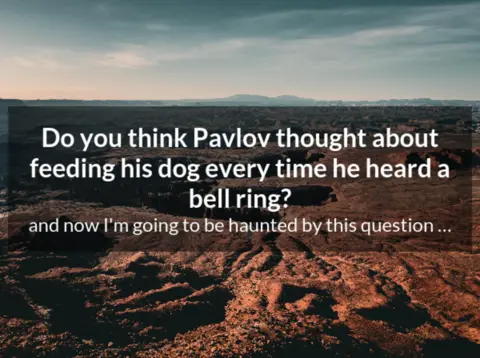 Do you think Pavlov thought about
feeding his dog every time he heard a
bell ring?
and now I'm going to be haunted by this question ...